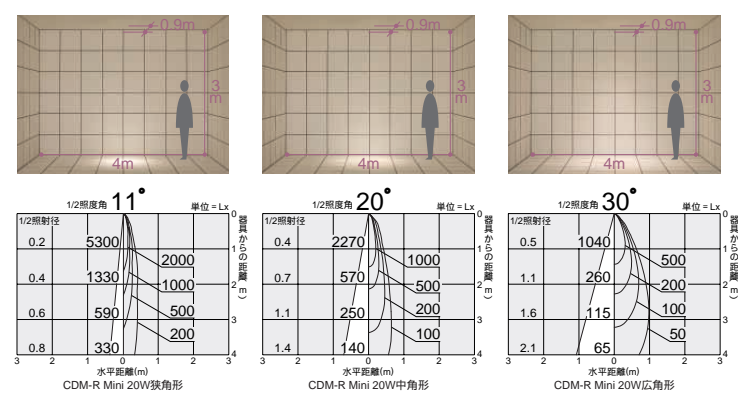 0.9m
3m
4m
0.9m
3m
4m
0.9m
3m
4m
1/2照度角 11° 単位=Lx
1/2照射径
0.2 5300
0.4 1330
0.6 590
0.8 330
2000
1000
500
200
0
1
2
3
4
器具からの距離(m)
3 2 1 0 1 2 3
水平距離(m)
CDM-R Mini 20W狭角形
1/2照度角 20° 単位=Lx
1/2照射径
0.4 2270
0.7 570
1.1 250
1.4 140
1000
500
200
100
0
1
2
3
4
器具からの距離(m)
3 2 1 0 1 2 3
水平距離(m)
CDM-R Mini 20W中角形
1/2照度角 30° 単位=Lx
1/2照射径
0.5 1040
1.1 260
1.6 115
2.1 65
500
200
100
50
0
1
2
3
4
器具からの距離(m)
3 2 1 0 1 2 3
水平距離(m)
CDM-R Mini 20W広角形